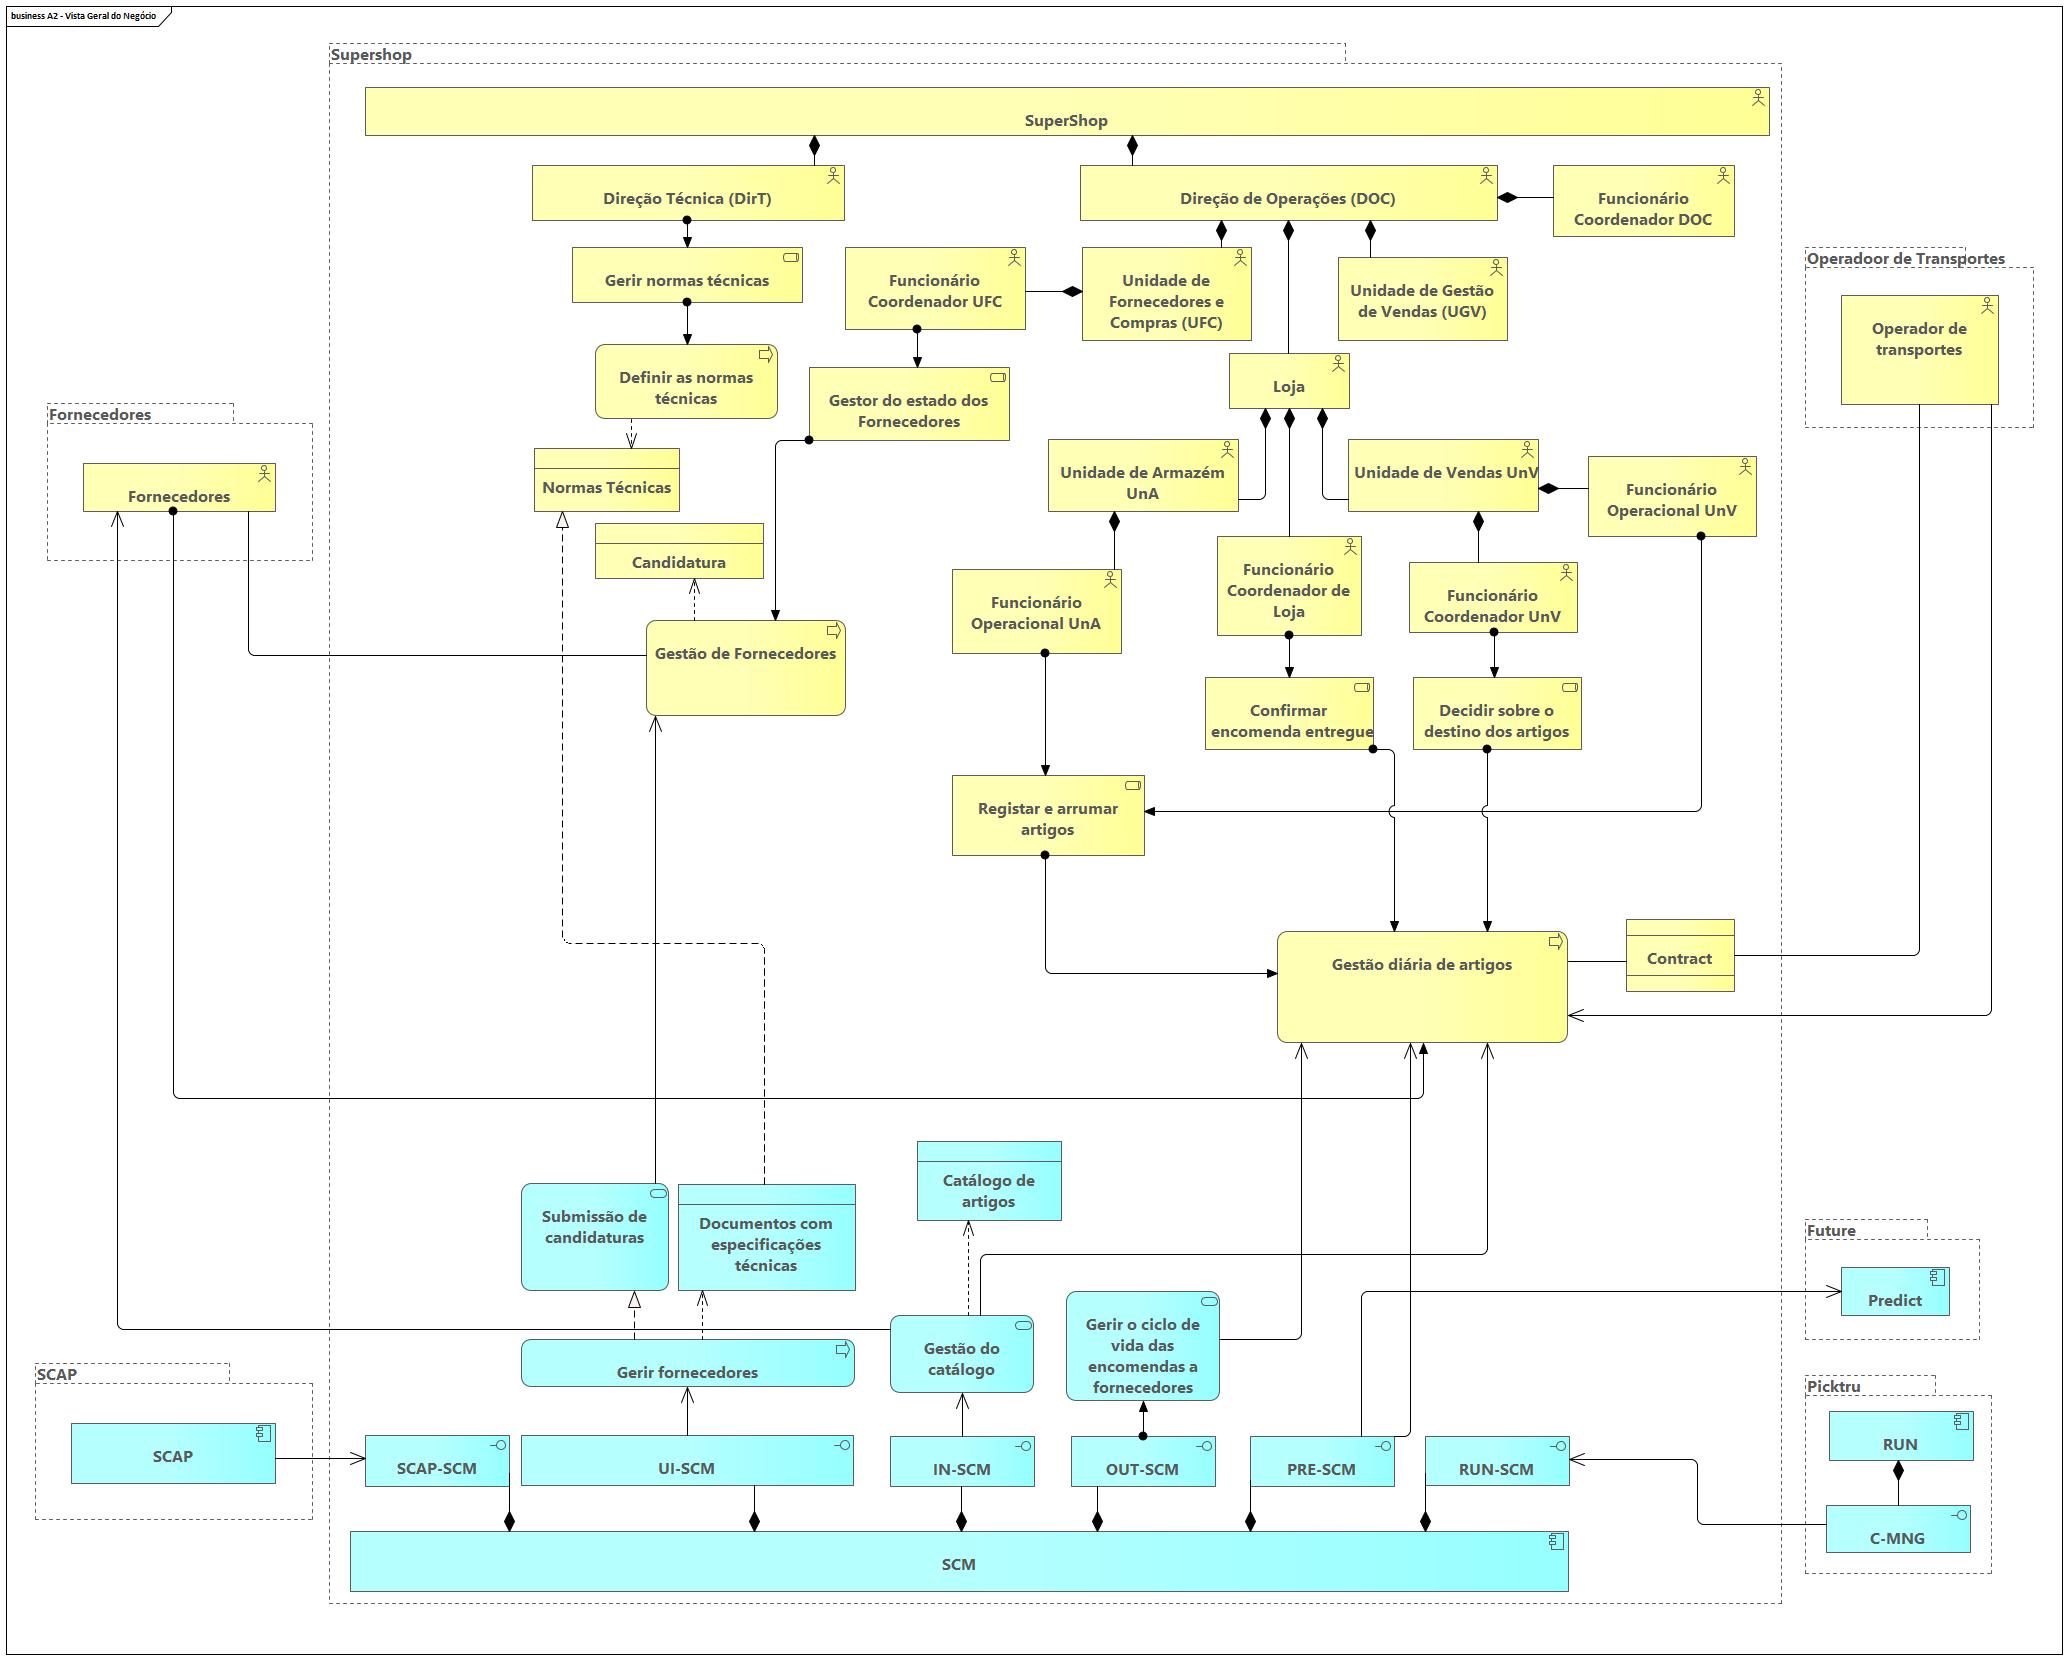 business A2 - Vista Geral do Negócio
Supershop
SuperShop
Direção Técnica (DirT)
Direção de Operações (DOC)
Funcionário
Coordenador DOC
Gerir normas técnicas
Funcionário
Coordenador UFC
Unidade de
Fornecedores e
Compras (UFC)
Unidade de Gestão
de Vendas (UGV)
Operadoor de Transportes
Operador de
transportes
Definir as normas
técnicas
Gestor do estado dos
Fornecedores
Loja
Fornecedores
Fornecedores
Normas Técnicas
Unidade de Armazém
UnA
Unidade de Vendas UnV
Funcionário
Operacional UnV
Candidatura
Funcionário
Operacional UnA
Funcionário
Coordenador de
Loja
Funcionário
Coordenador UnV
Gestão de Fornecedores
Confirmar
encomenda entregue
Decidir sobre o
destino dos artigos
Registar e arrumar
artigos
Gestão diária de artigos
Contract
Catálogo de
artigos
Submissão de
candidaturas
Documentos com
especificações
técnicas
Future
Predict
Gestão do
catálogo
Gerir o ciclo de
vida das
encomendas a
fornecedores
Gerir fornecedores
SCAP
SCAP
Picktru
RUN
SCAP-SCM
UI-SCM
IN-SCM
OUT-SCM
PRE-SCM
RUN-SCM
C-MNG
SCM